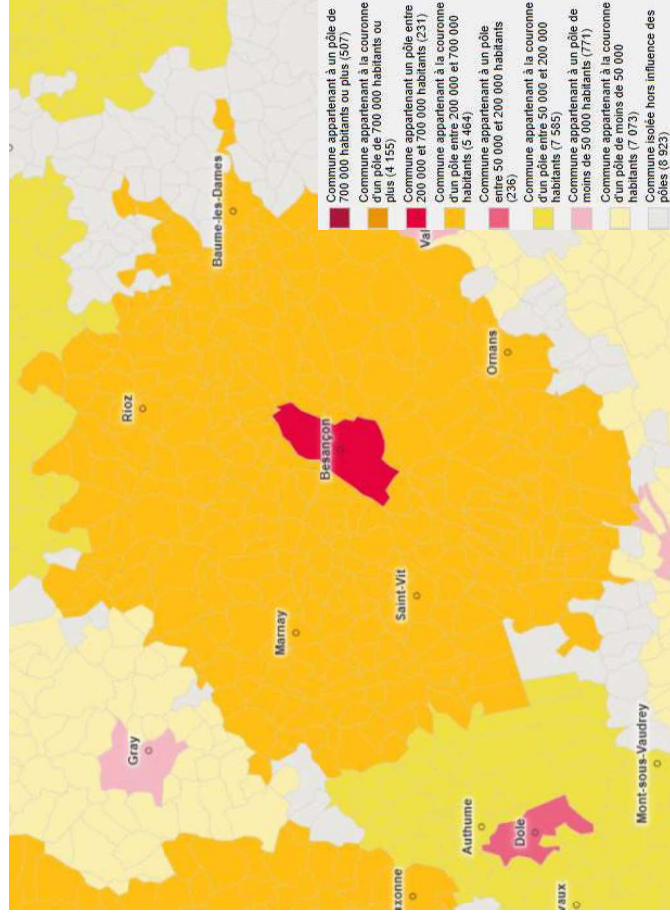 Baume-les-Dames
Rioz
Val
Ornans
Besançon
Marnay
Saint-Vit
Gray
Authume
Dole
Mont-sous-Vaudrey
xonne
vaux
Commune appartenant à un pôle de
700 000 habitants ou plus (507)
Commune appartenant à la couronne
d'un pôle de 700 000 habitants ou
plus (4 155)
Commune appartenant un pôle entre
200 000 et 700 000 habitants (231)
Commune appartenant à la couronne
d'un pôle entre 200 000 et 700 000
habitants (5 464)
Commune appartenant à un pôle
entre 50 000 et 200 000 habitants
(236)
Commune appartenant à la couronne
d'un pôle entre 50 000 et 200 000
habitants (7 585)
Commune appartenant à un pôle de
moins de 50 000 habitants (771)
Commune appartenant à la couronne
d'un pôle de moins de 50 000
habitants (7 073)
Commune isolée hors influence des
pôles (8 923)